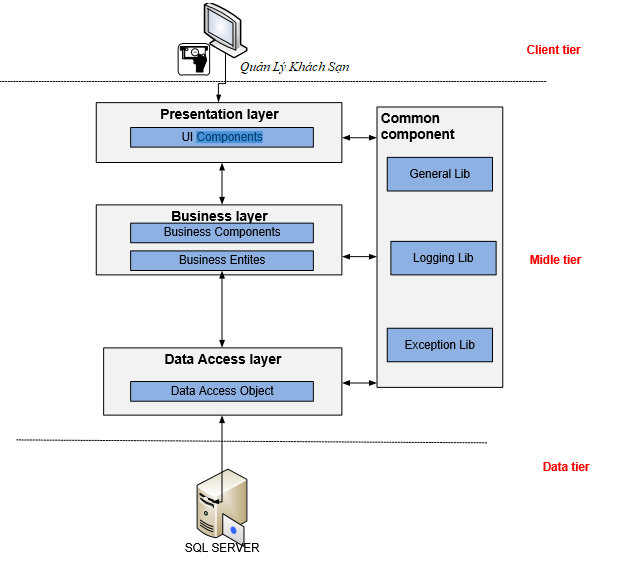 Client tier
Quản Lý Khách Sạn
Presentation layer
UI Components
Common
component
General Lib
Business layer
Business Components
Business Entites
Logging Lib
Midle tier
Exception Lib
Data Access layer
Data Access Object
Data tier
SQL SERVER